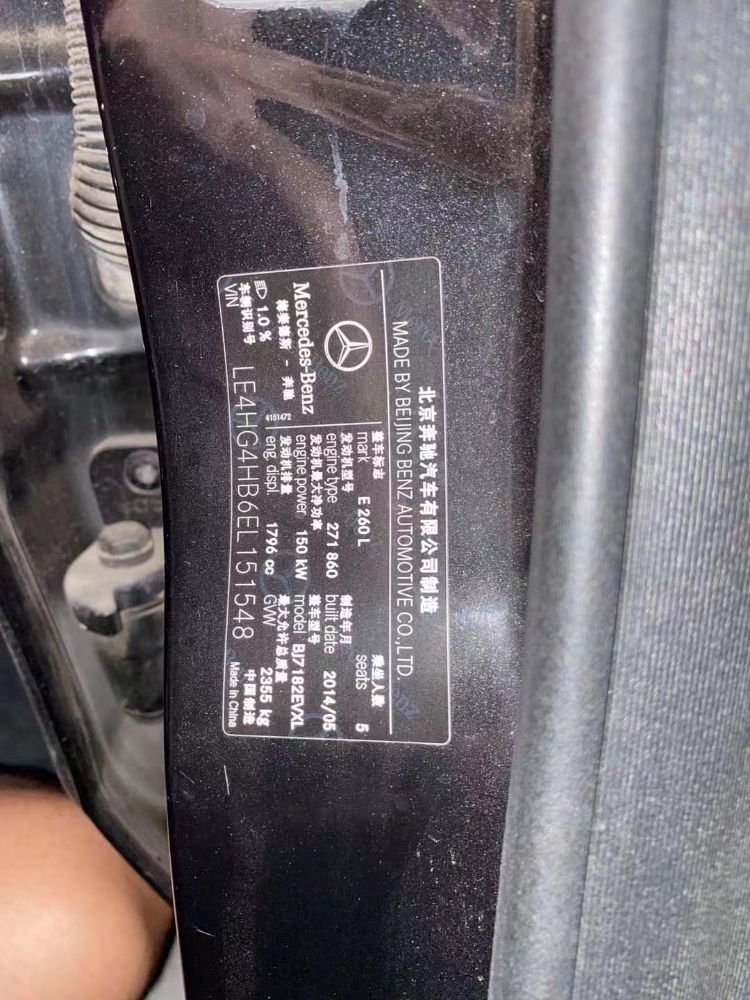 北京奔驰汽车有限公司制造
MADE BY BEIJING BENZ AUTOMOTIVE CO.,LTD.
Mercedes-Benz
梅赛德斯 - 奔驰
1.0 %
4151472
整车标志
mark E 260 L
乘坐人数
seats 5
发动机型号
engine type 271 860
制造年月
built date 2014/05
发动机最大净功率
engine power 150 kW
整车型号
model BJ7182EVXL
发动机排量
eng. displ. 1796 cc
最大允许总质量
GVW 2355 kg
车辆识别号
VIN LE4HG4HB6EL151548
中国制造
Made in China